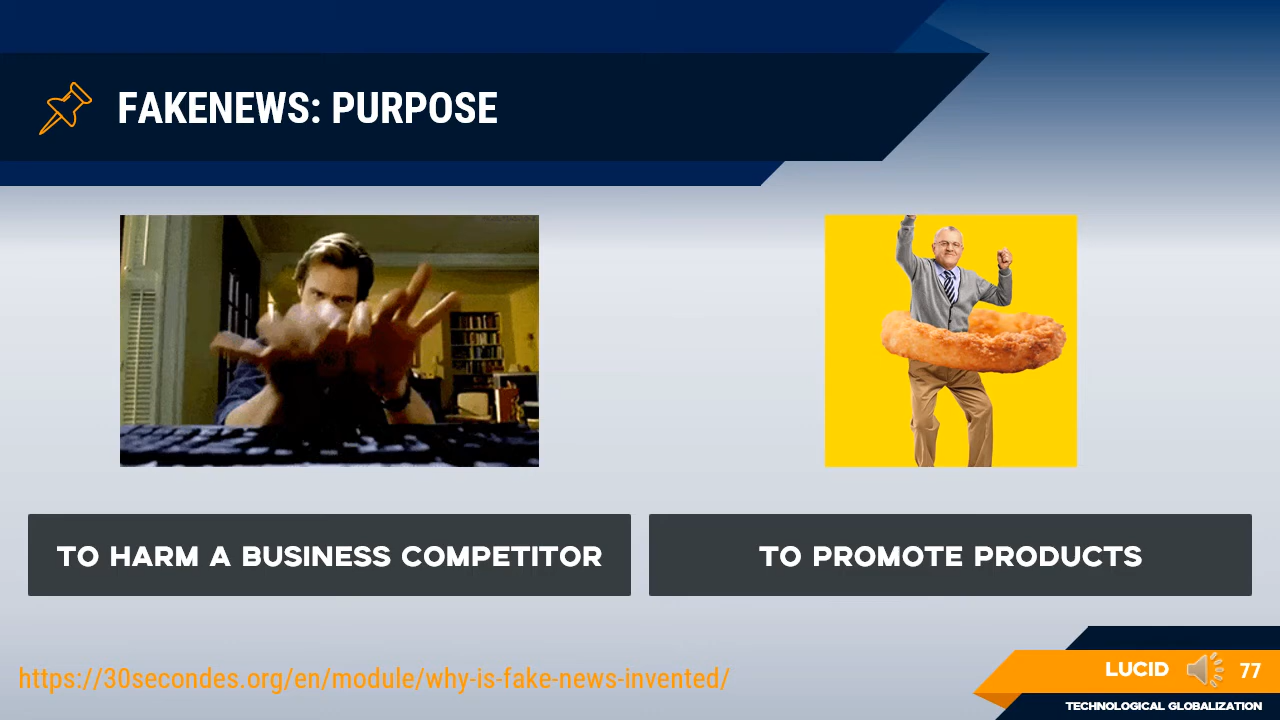 FAKENEWS: PURPOSE
TO HARM A BUSINESS COMPETITOR
TO PROMOTE PRODUCTS
https://30secondes.org/en/module/why-is-fake-news-invented/
LUCID
77
TECHNOLOGICAL GLOBALIZATION